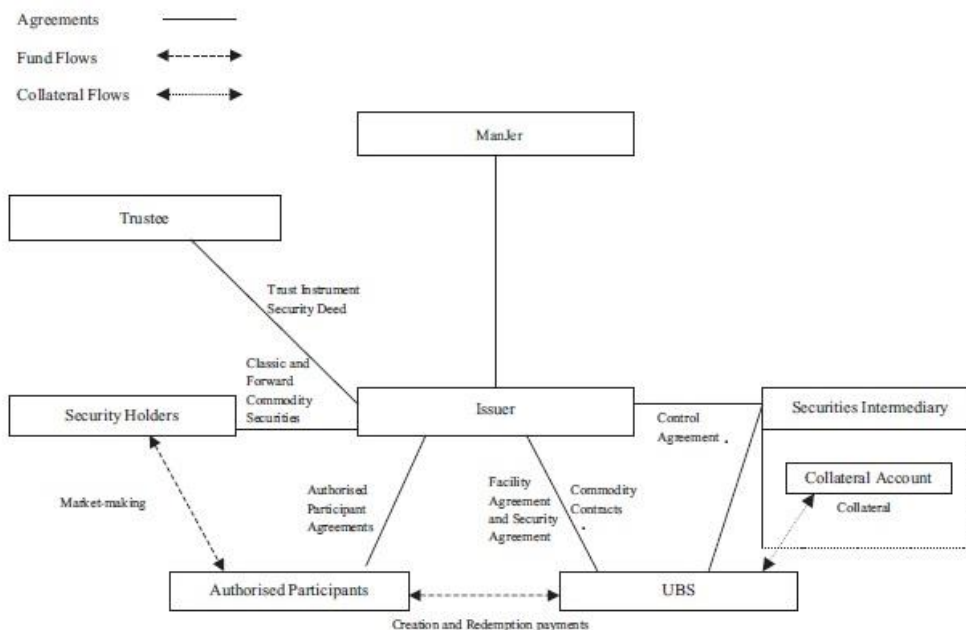 Agreements
Fund Flows
Collateral Flows
ManJer
Trustee
Trust Instrument
Security Deed
Classic and
Forward
Commodity
Securities
Security Holders
Issuer
Securities Intermediary
Control
Agreement
Collateral Account
Collateral
Market-making
Authorised
Participant
Agreements
Facility
Agreement
and Security
Agreement
Commodity
Contracts
Authorised Participants
UBS
Creation and Redemption payments